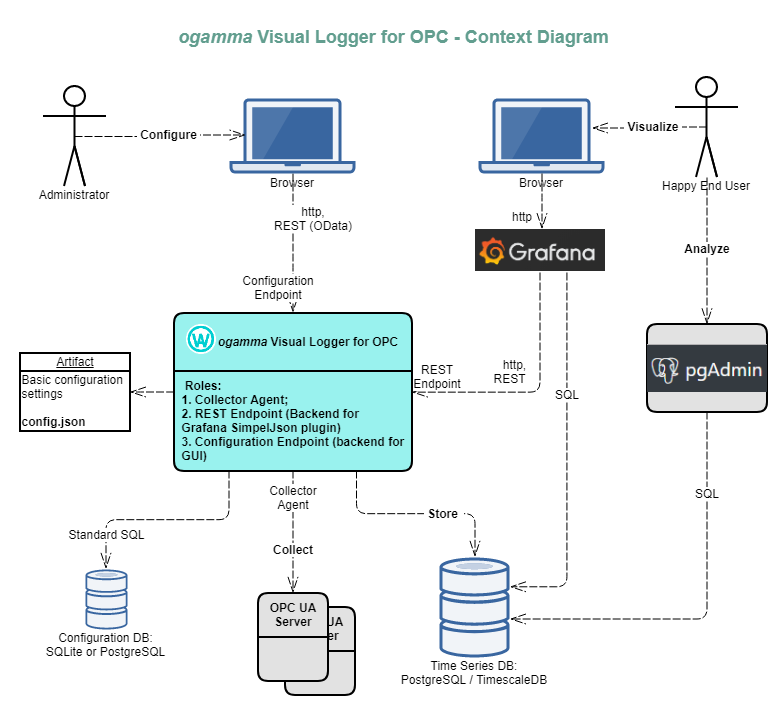 ogamma Visual Logger for OPC - Context Diagram
Configure
Visualize
Administrator
Browser
Browser
Happy End User
http,
REST (OData)
http
Grafana
Analyze
Configuration
Endpoint
ogamma Visual Logger for OPC
Artifact
Basic configuration
settings
config.json
Roles:
1. Collector Agent;
2. REST Endpoint (Backend for
Grafana SimpelJson plugin)
3. Configuration Endpoint (backend for
GUI)
REST
Endpoint
http,
REST
SQL
pgAdmin
SQL
Collector
Agent
Store
Standard SQL
Collect
OPC UA
Server
UA
er
Configuration DB:
SQLite or PostgreSQL
Time Series DB:
PostgreSQL / TimescaleDB